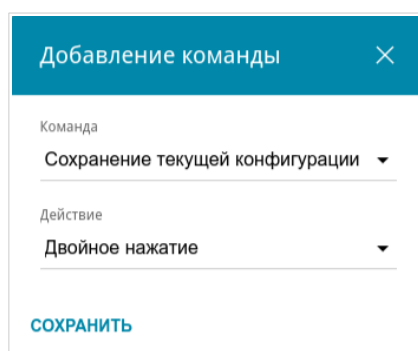 Добавление команды
Команда
Сохранение текущей конфигурации
Действие
Двойное нажатие
СОХРАНИТЬ